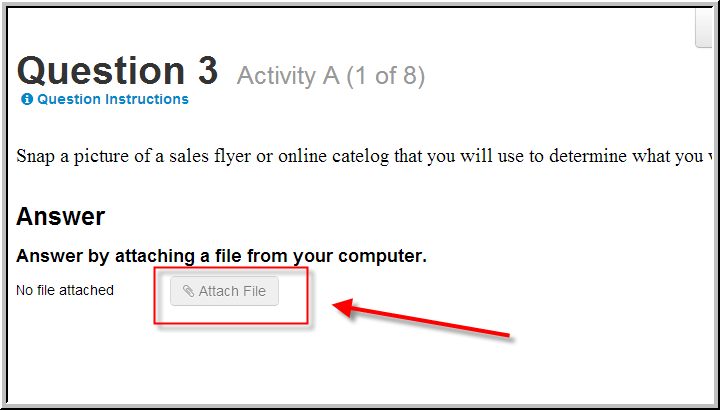 Question 3 Activity A (1 of 8)
Question Instructions
Snap a picture of a sales flyer or online catelog that you will use to determine what you
Answer
Answer by attaching a file from your computer.
No file attached Attach File